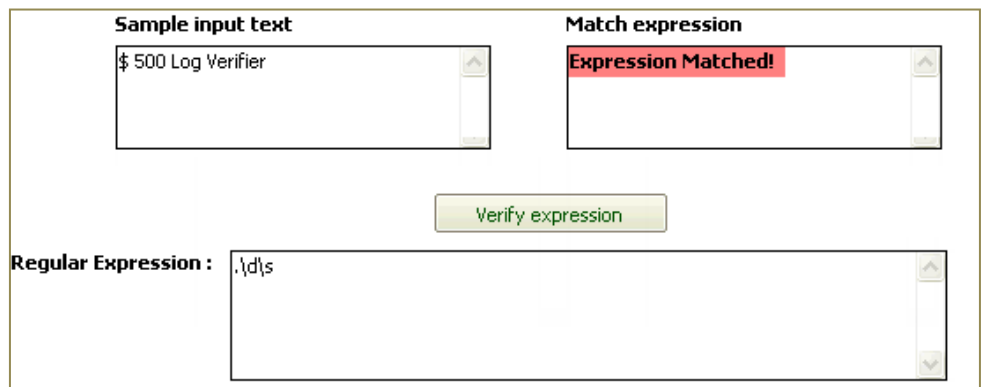 Sample input text
Match expression
$ 500 Log Verifier
Expression Matched!
Verify expression
Regular Expression :
.\d\s